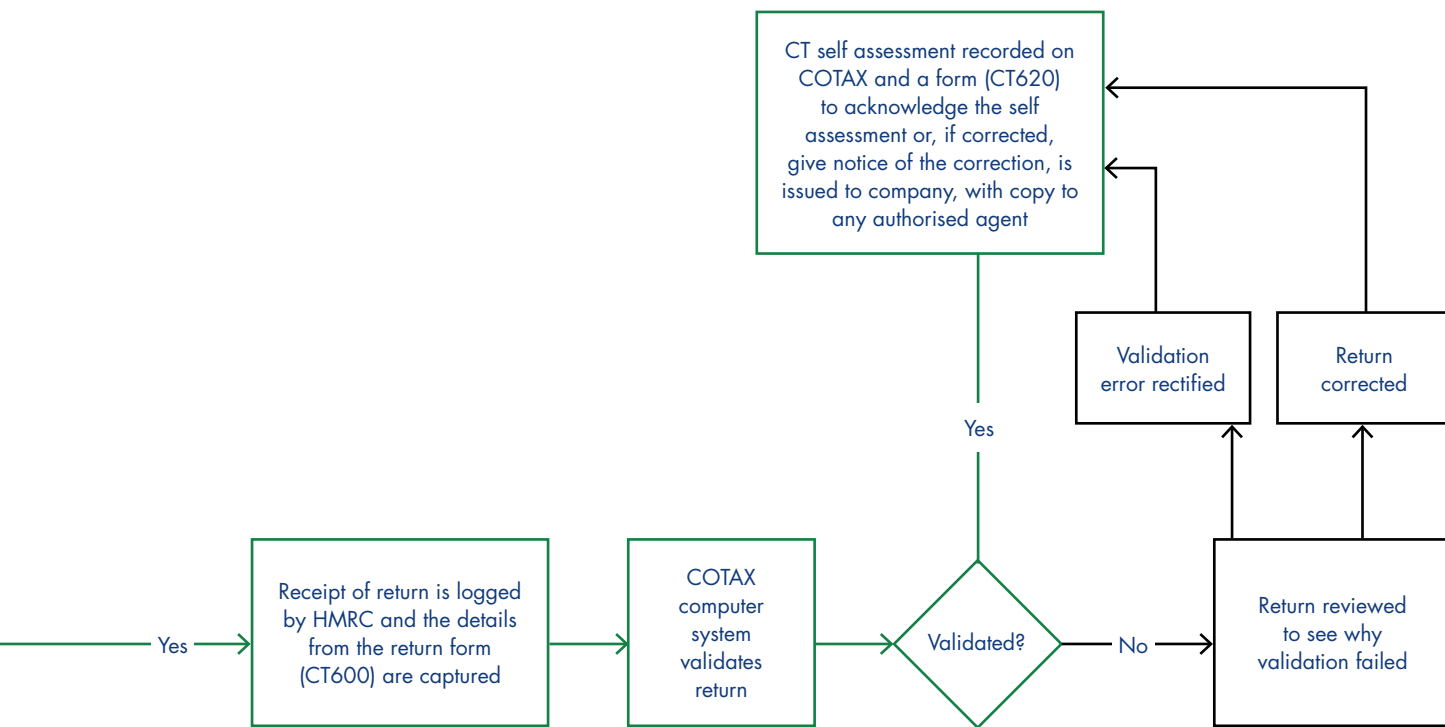 CT self assessment recorded on
COTAX and a form (CT620)
to acknowledge the self
assessment or, if corrected,
give notice of the correction, is
issued to company, with copy to
any authorised agent
Validation
error rectified
Return
corrected
Yes
Yes
Receipt of return is logged
by HMRC and the details
from the return form
(CT600) are captured
COTAX
computer
system
validates
return
Validated?
No
Return reviewed
to see why
validation failed